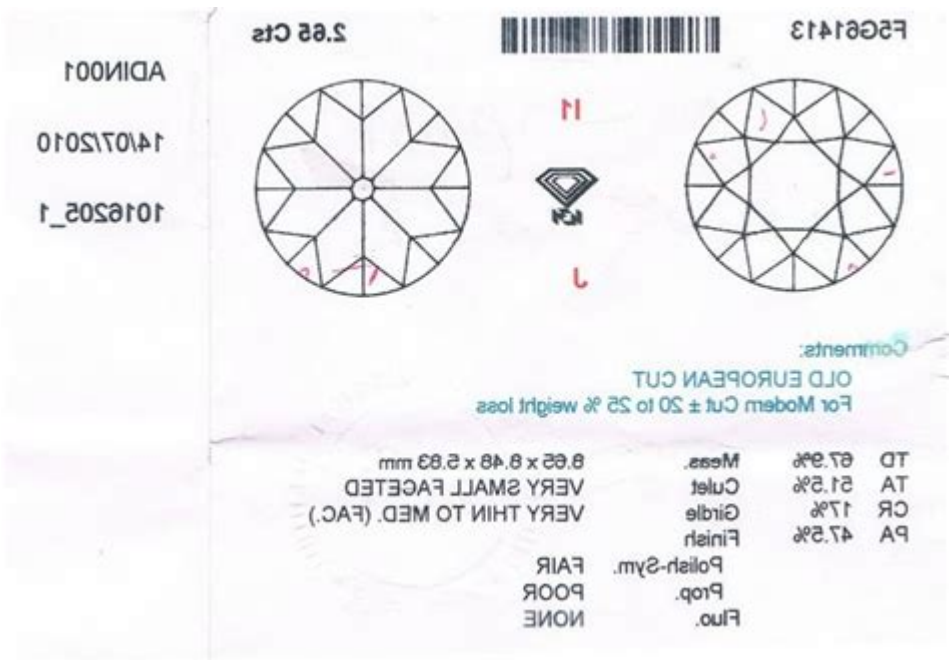 F5G61413
2.65 Cts
I1
J
ADIN001
14/07/2010
1016205_1
Comments:
OLD EUROPEAN CUT
For Modern Cut ± 20 to 25 % weight loss
TD 67.9% Meas. 8.65 x 8.48 x 5.83 mm
TA 51.5% Culet VERY SMALL FACETED
CR 17% Girdle VERY THIN TO MED. (FAC.)
PA 47.5% Finish
Polish-Sym. FAIR
Prop. POOR
Fluo. NONE